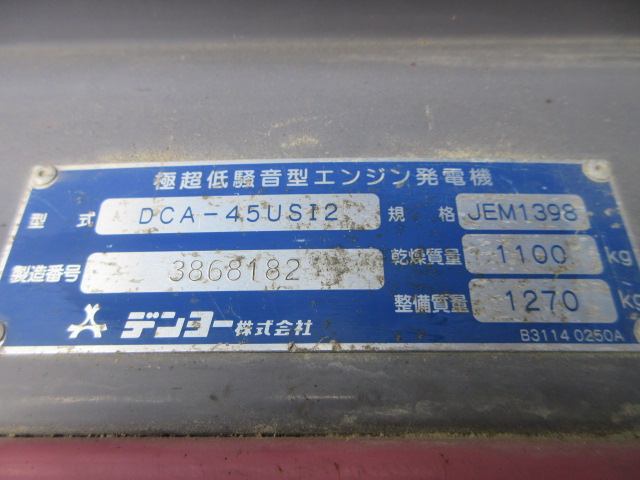 極超低騒音型エンジン発電機
型式 DCA-45USI2 規格 JEM1398
製造番号 3868182 乾燥質量 1100 kg
整備質量 1270 Kg
デンヨー株式会社
B31140250A